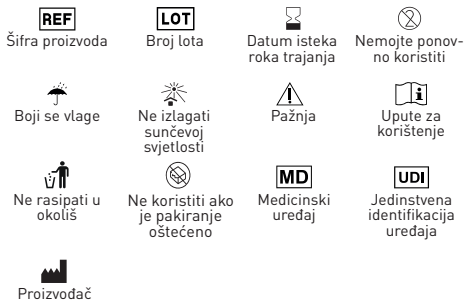 REF
Šifra proizvoda
LOT
Broj lota
Datum isteka
roka trajanja
2
Nemojte ponov-
no koristiti
Boji se vlage
Ne izlagati
sunčevoj
svjetlosti
Pažnja
Upute za
korištenje
Ne rasipati u
okoliš
Ne koristiti ako
je pakiranje
oštećeno
MD
Medicinski
uređaj
UDI
Jedinstvena
identifikacija
uređaja
Proizvođač